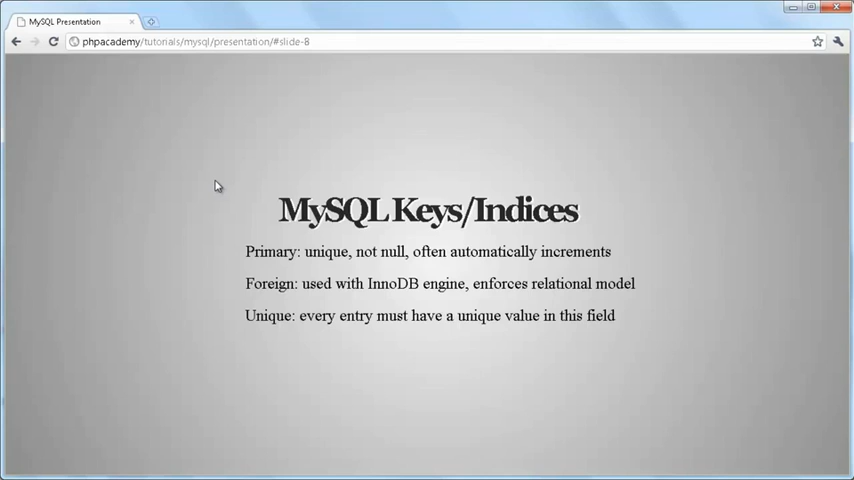 MySQL Presentation
phpacademy/tutorials/mysql/presentation/#slide-8
MySQL Keys/Indices
Primary: unique, not null, often automatically increments
Foreign: used with InnoDB engine, enforces relational model
Unique: every entry must have a unique value in this field